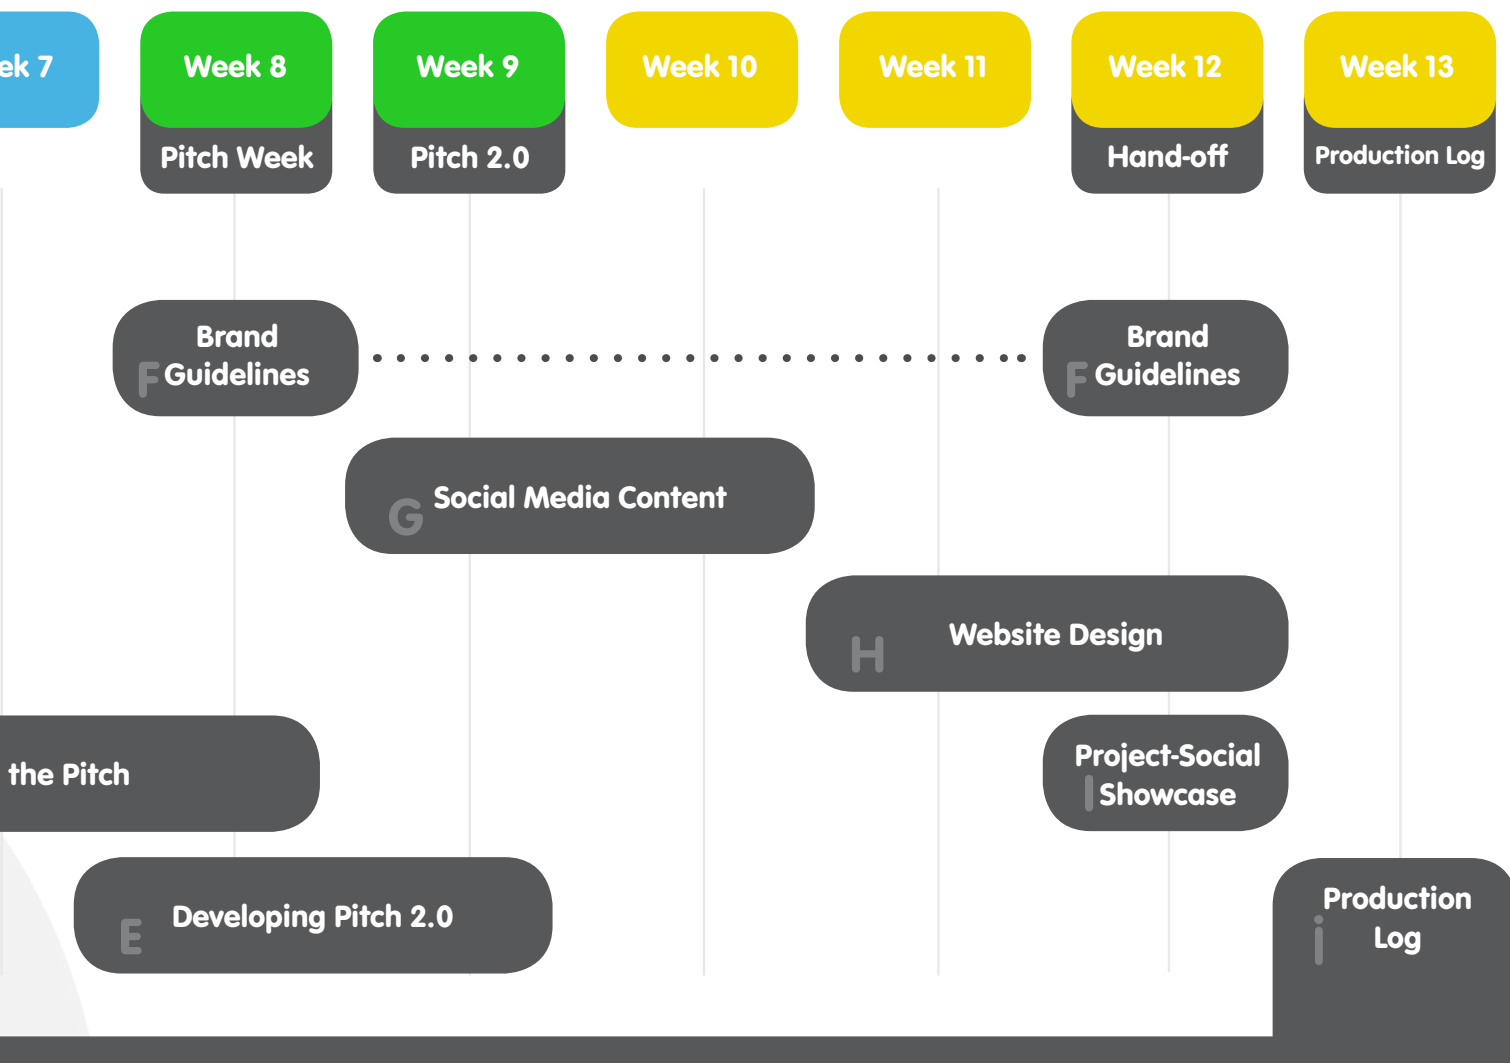 ek 7
Week 8
Week 9
Week 10
Week 11
Week 12
Week 13
Pitch Week
Pitch 2.0
Hand-off
Production Log
Brand
Guidelines
F
Brand
Guidelines
F
Social Media Content
G
Website Design
H
the Pitch
Project-Social
Showcase
I
Developing Pitch 2.0
E
Production
Log
i